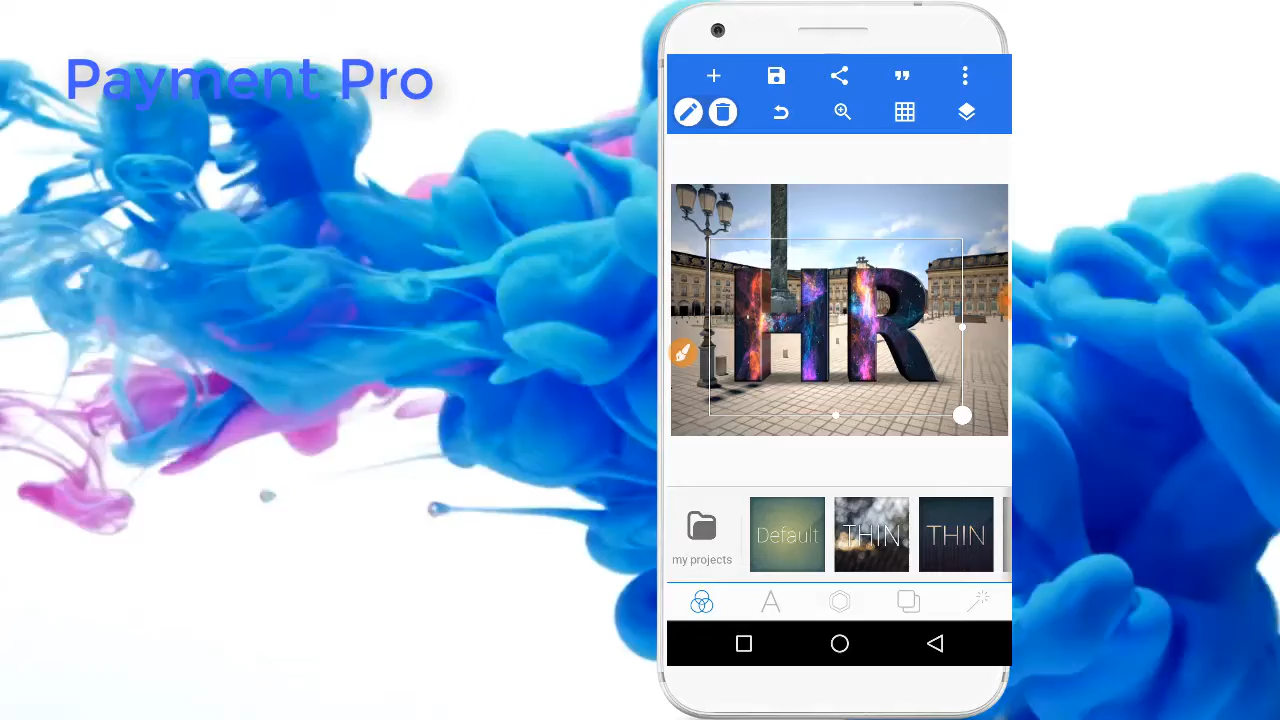 Payment Pro
HR
my projects
Default
THIN
THIN